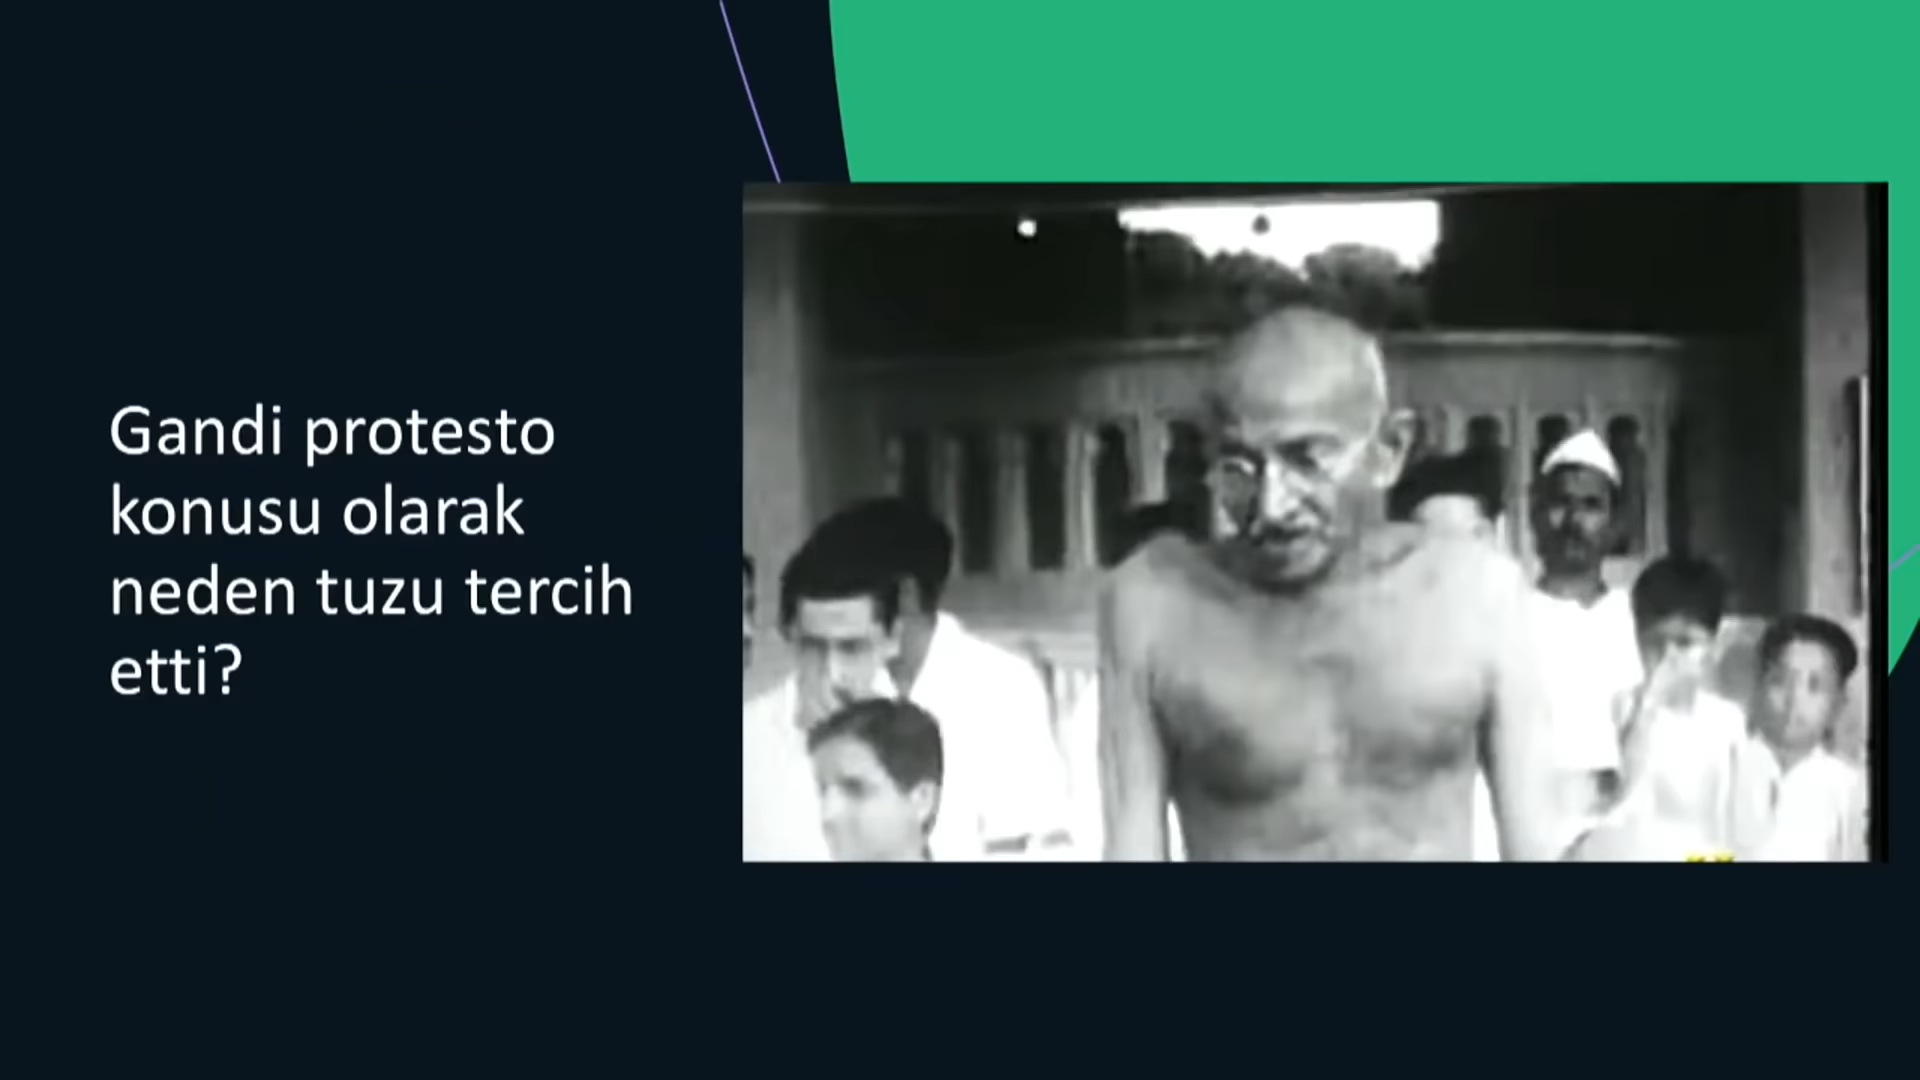 Gandi protesto
konusu olarak
neden tuzu tercih
etti?